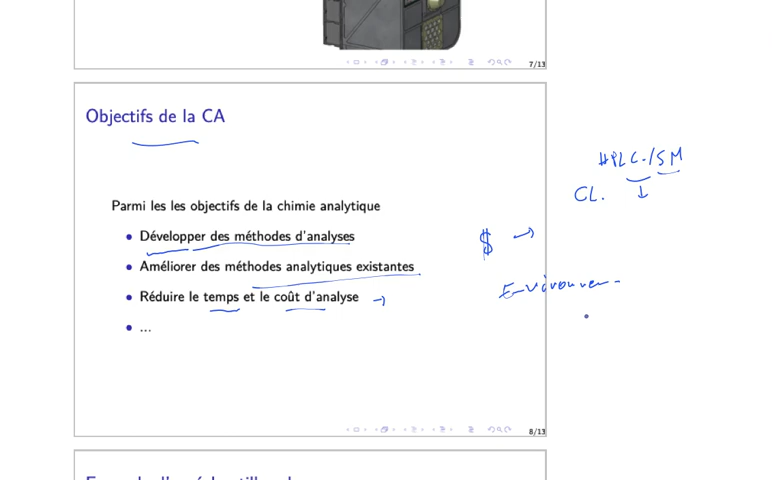 7/13
Objectifs de la CA
HPLC-/SM
CL.
Parmi les les objectifs de la chimie analytique
• Développer des méthodes d'analyses
$ →
• Améliorer des méthodes analytiques existantes
• Réduire le temps et le coût d'analyse →
• ...
8/13